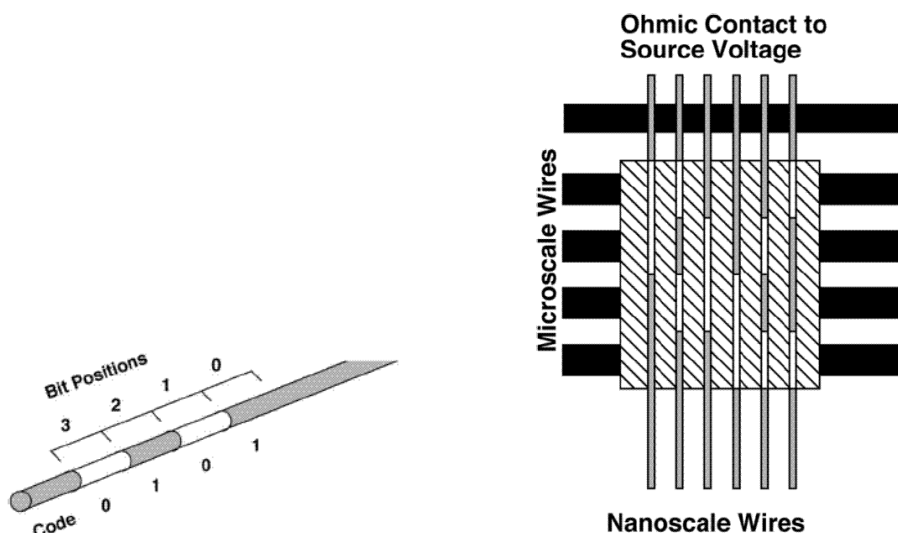 Ohmic Contact to
Source Voltage
Microscale Wires
Nanoscale Wires
Bit Positions
3 2 1 0
0 1 0 1
Code